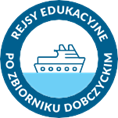 REJSY EDUKACYJNE
PO ZBIORNIKU DOBCZYCKIM